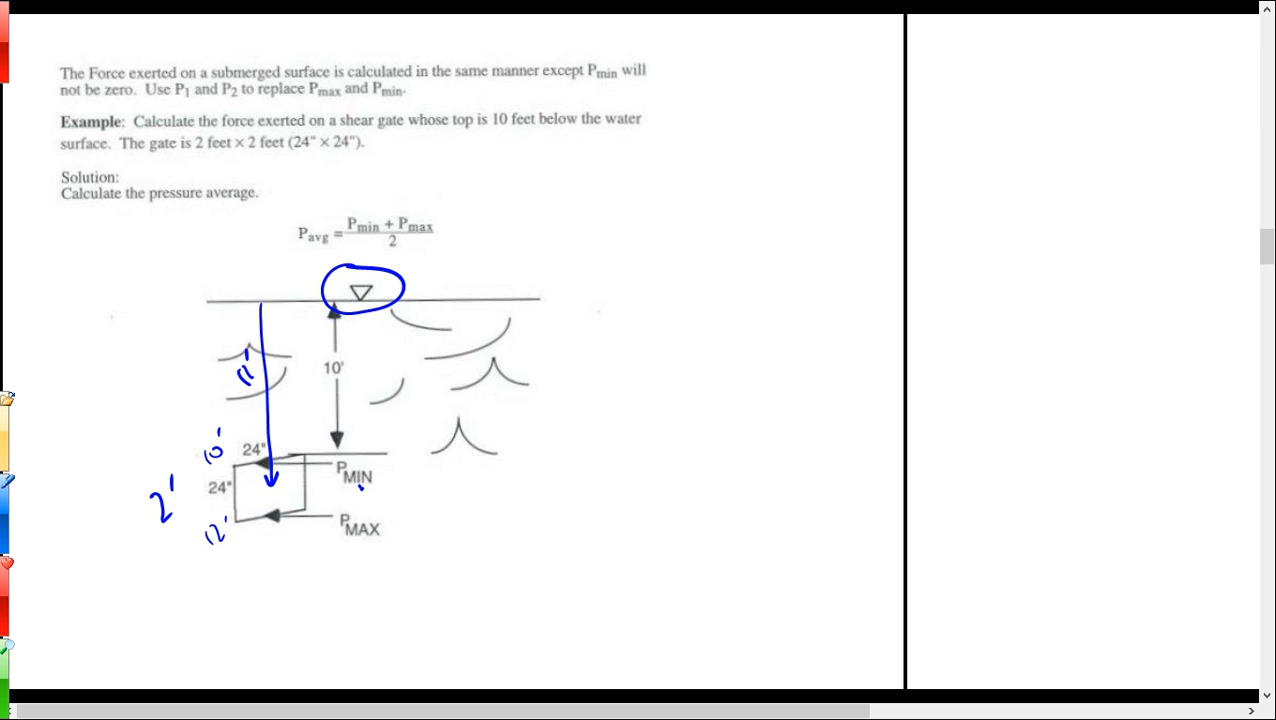 The Force exerted on a submerged surface is calculated in the same manner except Pmin will
not be zero. Use P1 and P2 to replace Pmax and Pmin.
Example: Calculate the force exerted on a shear gate whose top is 10 feet below the water
surface. The gate is 2 feet × 2 feet (24" × 24").
Solution:
Calculate the pressure average.
Pavg = Pmin + Pmax
2
11'
10'
10'
24"
PMIN
24"
2'
12'
PMAX